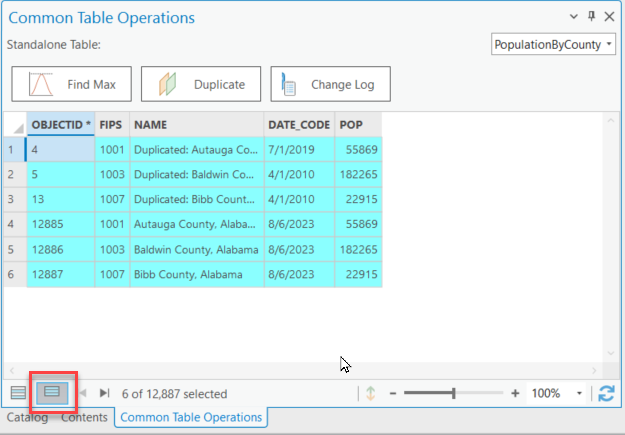 Common Table Operations
Standalone Table: PopulationByCounty
Find Max Duplicate Change Log
OBJECTID * FIPS NAME DATE_CODE POP
1 4 1001 Duplicated: Autauga Co... 7/1/2019 55869
2 5 1003 Duplicated: Baldwin Co... 4/1/2010 182265
3 13 1007 Duplicated: Bibb Count... 4/1/2010 22915
4 12885 1001 Autauga County, Alaba... 8/6/2023 55869
5 12886 1003 Baldwin County, Alabama 8/6/2023 182265
6 12887 1007 Bibb County, Alabama 8/6/2023 22915
6 of 12,887 selected 100%
Catalog Contents Common Table Operations